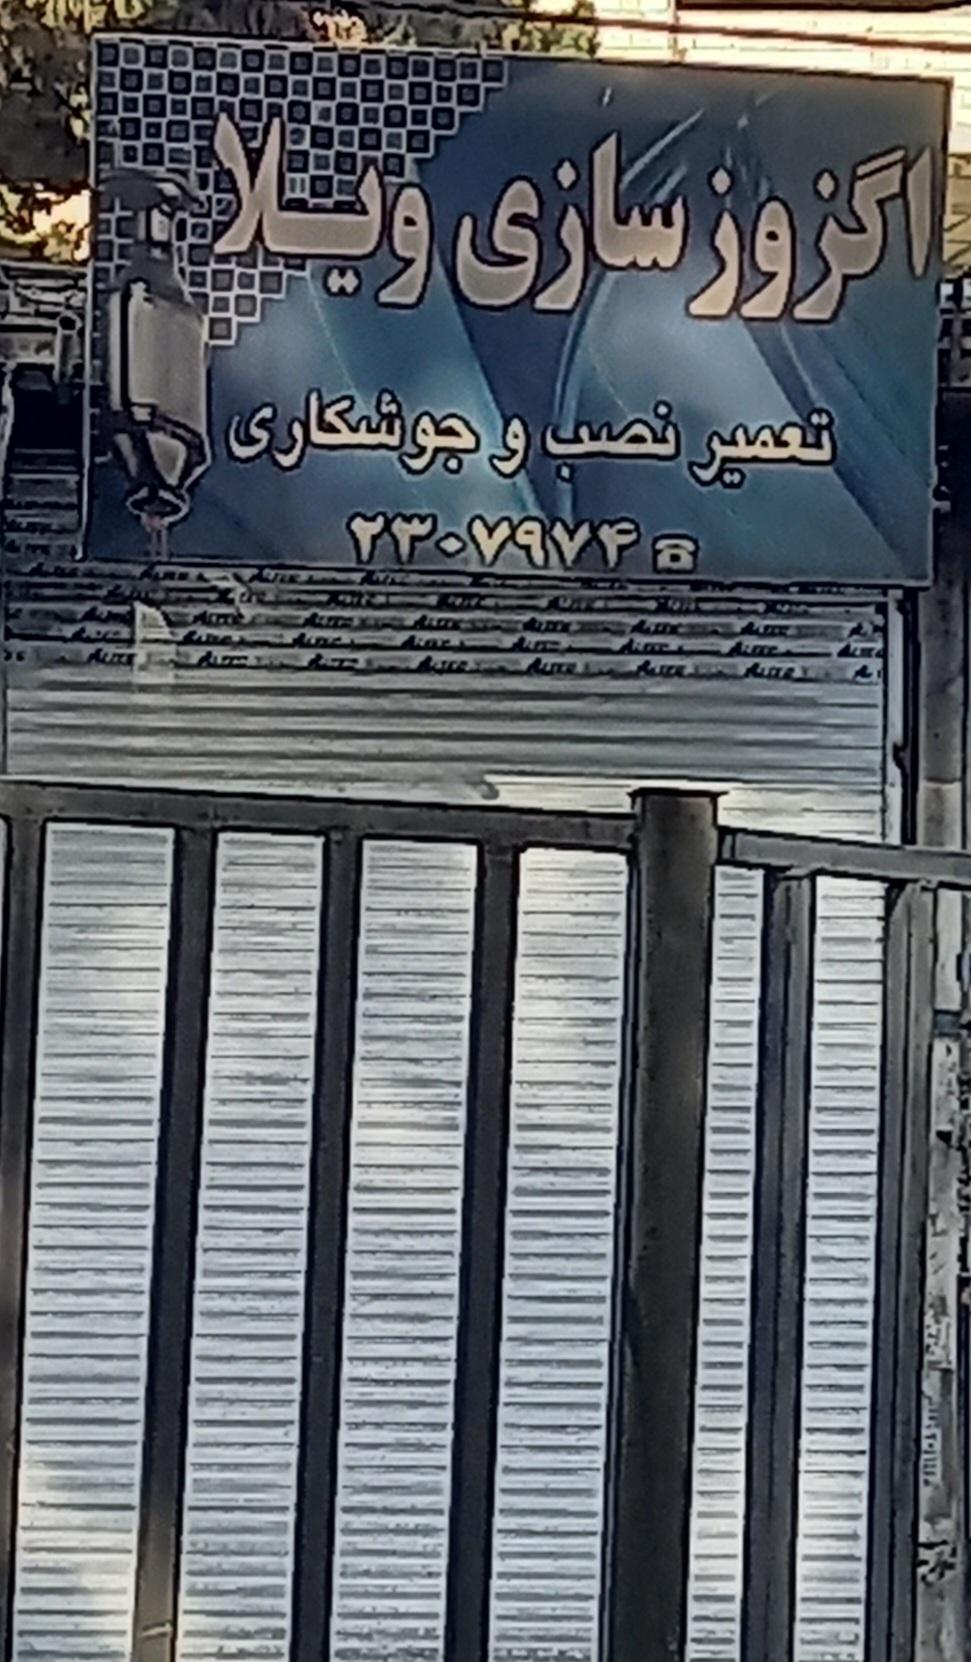 اگزوز سازی ویلا
تعمیر نصب و جوشکاری
۲۳۰۷۹۷۴